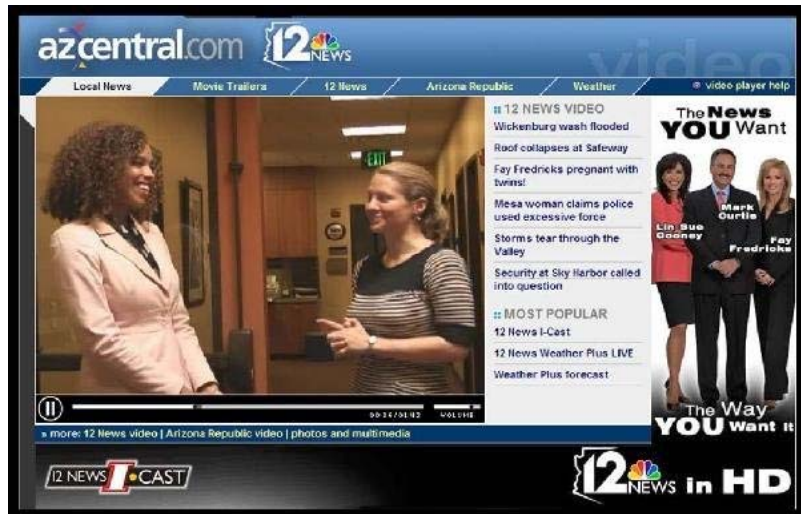 azcentral.com 12 NEWS
video
Local News Movie Trailers 12 News Arizona Republic Weather video player help
12 NEWS VIDEO
Wickenburg wash flooded
Roof collapses at Safeway
Fay Fredricks pregnant with
twins!
Mesa woman claims police
used excessive force
Storms tear through the
Valley
Security at Sky Harbor called
into question
MOST POPULAR
12 News I-Cast
12 News Weather Plus LIVE
Weather Plus forecast
EXIT
VOLUME
» more: 12 News video | Arizona Republic video | photos and multimedia
The News
YOU Want
Mark
Curtis
Lin Sue
Cooney
Fay
Fredricks
The Way
YOU Want It
12 NEWS I•CAST
12 NEWS in HD